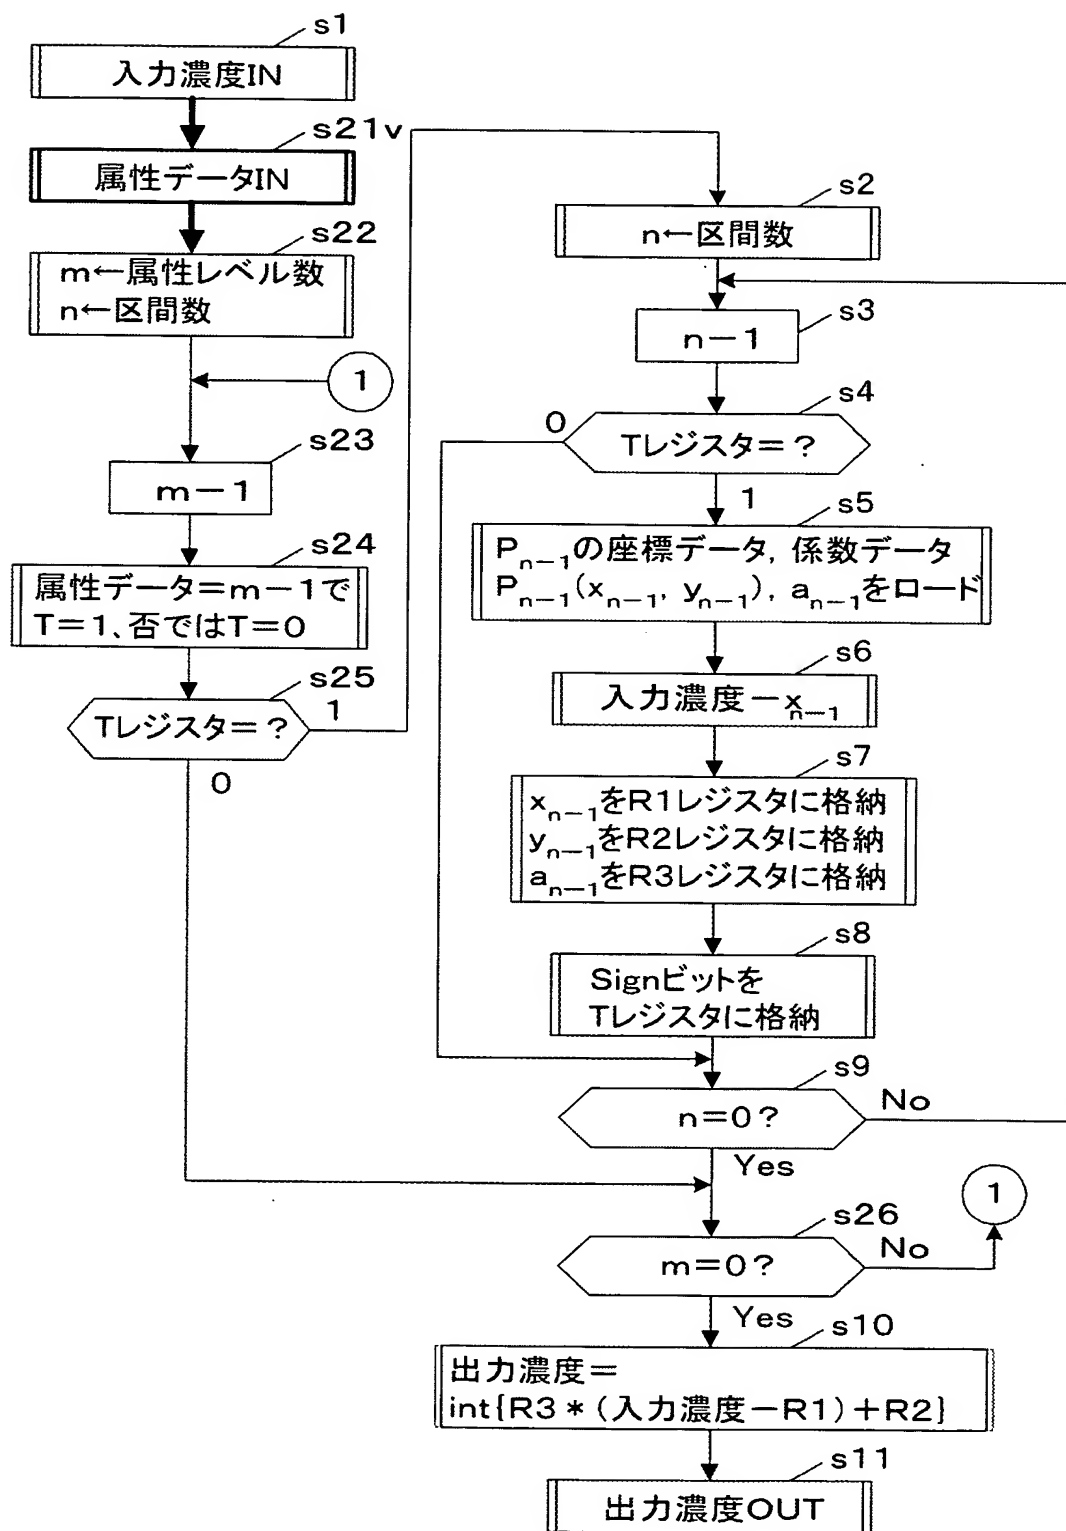 s1
入力濃度IN
s21v
属性データIN
s22
m←属性レベル数
n←区間数
1
s23
m−1
s24
属性データ=m−1で
T=1、否ではT=0
s25
Tレジスタ=?
1
0
s2
n←区間数
s3
n−1
s4
0
Tレジスタ=?
1
s5
Pn−1の座標データ, 係数データ
Pn−1(xn−1, yn−1), an−1をロード
s6
入力濃度−xn−1
s7
xn−1をR1レジスタに格納
yn−1をR2レジスタに格納
an−1をR3レジスタに格納
s8
Signビットを
Tレジスタに格納
s9
n=0?
No
Yes
1
s26
m=0?
No
Yes
s10
出力濃度=
int{R3*(入力濃度−R1)+R2}
s11
出力濃度OUT